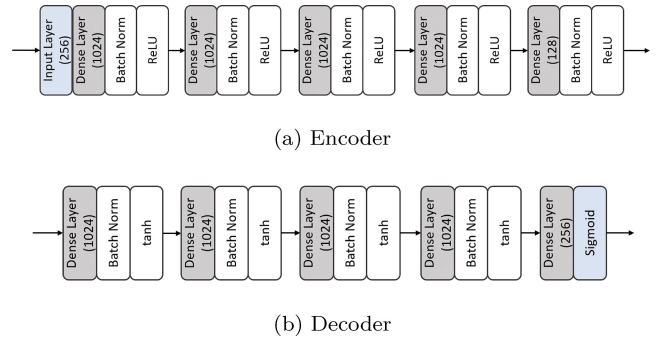 Input Layer
(256)
Dense Layer
(1024)
Batch Norm
ReLU
Dense Layer
(1024)
Batch Norm
ReLU
Dense Layer
(1024)
Batch Norm
ReLU
Dense Layer
(1024)
Batch Norm
ReLU
Dense Layer
(128)
Batch Norm
ReLU
(a) Encoder
Dense Layer
(1024)
Batch Norm
tanh
Dense Layer
(1024)
Batch Norm
tanh
Dense Layer
(1024)
Batch Norm
tanh
Dense Layer
(1024)
Batch Norm
tanh
Dense Layer
(256)
Sigmoid
(b) Decoder